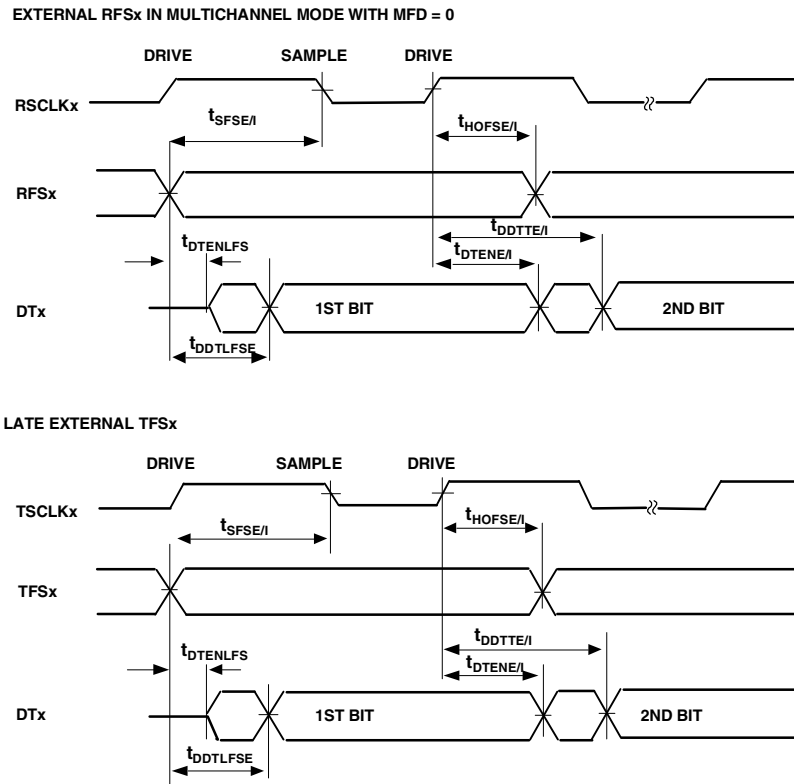 EXTERNAL RFSx IN MULTICHANNEL MODE WITH MFD = 0
DRIVE SAMPLE DRIVE
RSCLKx
tSFSE/I
tHOFSE/I
RFSx
tDDTTE/I
tDTENLFS
tDTENE/I
DTx
1ST BIT
2ND BIT
tDDTLFSE
LATE EXTERNAL TFSx
DRIVE SAMPLE DRIVE
TSCLKx
tSFSE/I
tHOFSE/I
TFSx
tDDTTE/I
tDTENLFS
tDTENE/I
DTx
1ST BIT
2ND BIT
tDDTLFSE